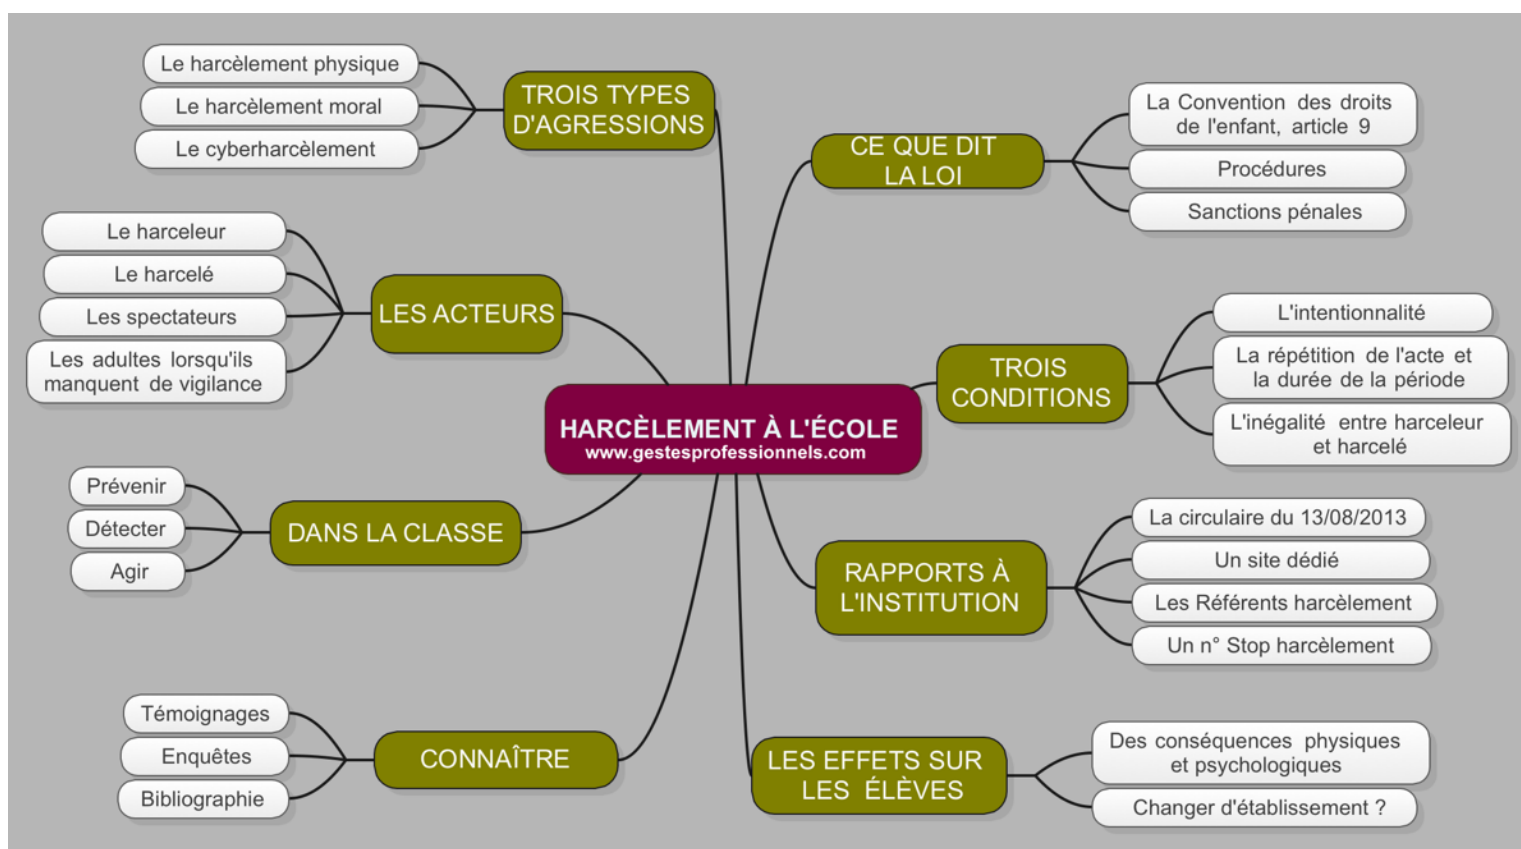 HARCÈLEMENT À L'ÉCOLE
www.gestesprofessionnels.com
TROIS TYPES
D'AGRESSIONS
Le harcèlement physique
Le harcèlement moral
Le cyberharcèlement
LES ACTEURS
Le harceleur
Le harcelé
Les spectateurs
Les adultes lorsqu'ils
manquent de vigilance
DANS LA CLASSE
Prévenir
Détecter
Agir
CONNAÎTRE
Témoignages
Enquêtes
Bibliographie
CE QUE DIT
LA LOI
La Convention des droits
de l'enfant, article 9
Procédures
Sanctions pénales
TROIS
CONDITIONS
L'intentionnalité
La répétition de l'acte et
la durée de la période
L'inégalité entre harceleur
et harcelé
RAPPORTS À
L'INSTITUTION
La circulaire du 13/08/2013
Un site dédié
Les Référents harcèlement
Un n° Stop harcèlement
LES EFFETS SUR
LES ÉLÈVES
Des conséquences physiques
et psychologiques
Changer d'établissement ?